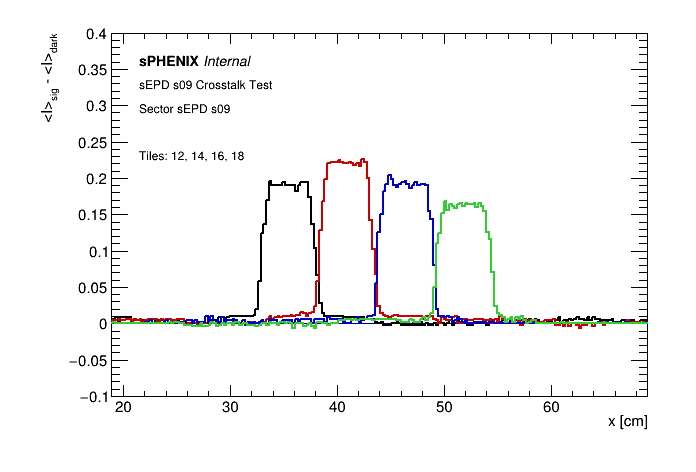 <I>sig - <I>dark
0.4
0.35
0.3
0.25
0.2
0.15
0.1
0.05
0
−0.05
−0.1
sPHENIX Internal
sEPD s09 Crosstalk Test
Sector sEPD s09
Tiles: 12, 14, 16, 18
20 30 40 50 60
x [cm]